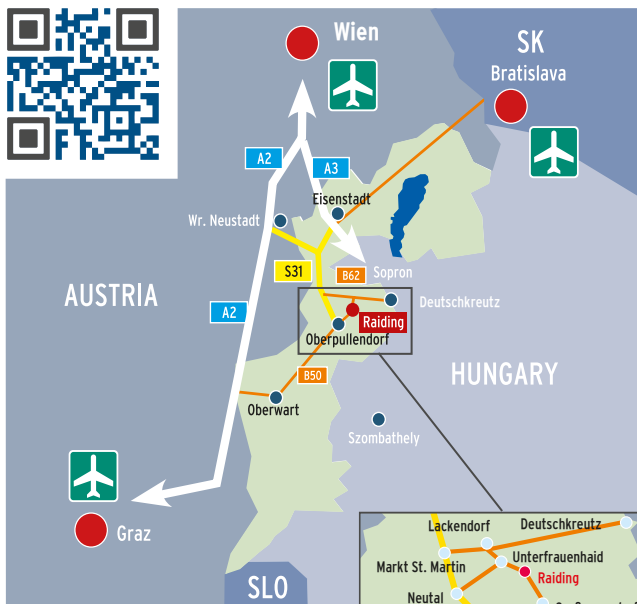 Wien
SK
Bratislava
A2
A3
Eisenstadt
Wr. Neustadt
S31
B62
Sopron
AUSTRIA
A2
Deutschkreutz
Raiding
Oberpullendorf
HUNGARY
B50
Oberwart
Szombathely
Graz
SLO
Lackendorf
Deutschkreutz
Markt St. Martin
Unterfrauenhaid
Raiding
Neutal